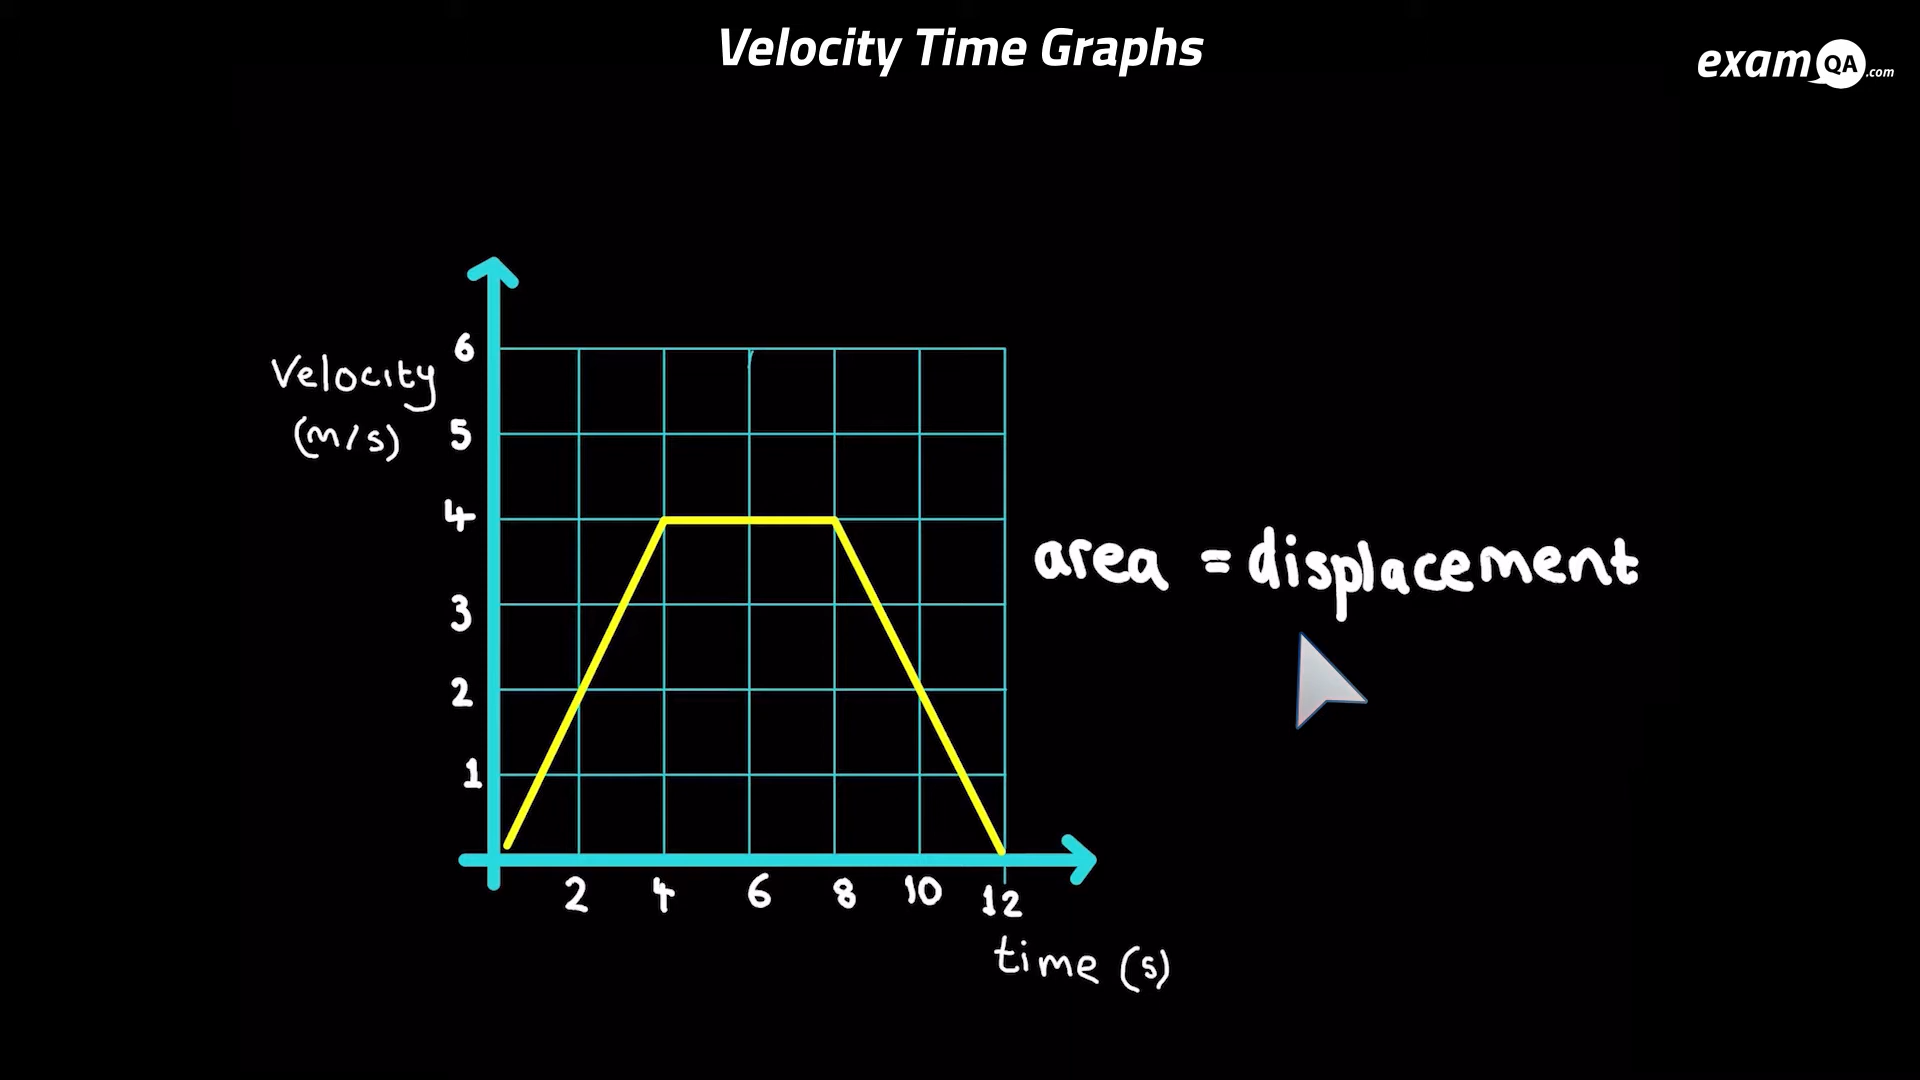 Velocity Time Graphs
examQA.com
6
Velocity
(m/s)
5
4
area = displacement
3
2
1
2 4 6 8 10 12
time (s)